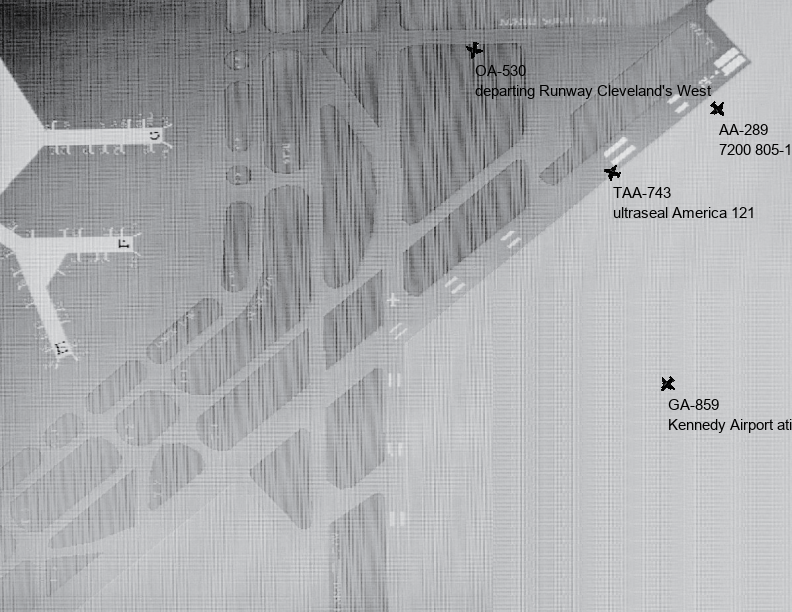 OA-530
departing Runway Cleveland's West
AA-289
7200 805-1
TAA-743
ultraseal America 121
GA-859
Kennedy Airport ati